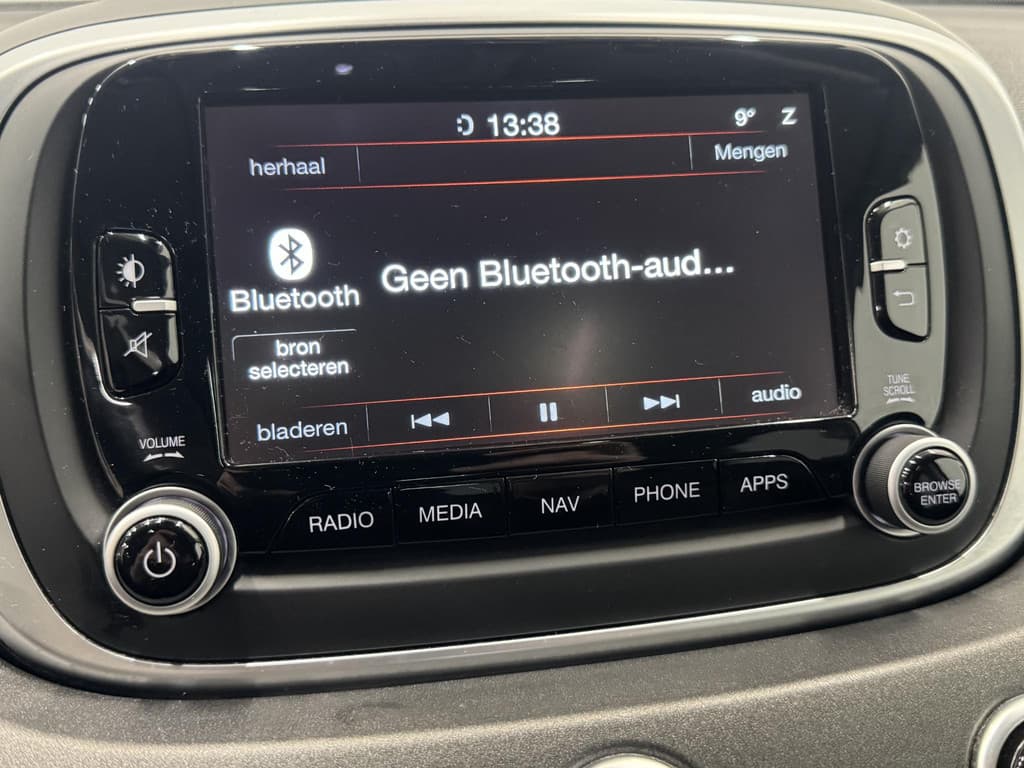 13:38
9° Z
herhaal
Mengen
Bluetooth
Geen Bluetooth-aud...
bron
selecteren
bladeren
audio
VOLUME
TUNE
SCROLL
RADIO
MEDIA
NAV
PHONE
APPS
BROWSE
ENTER